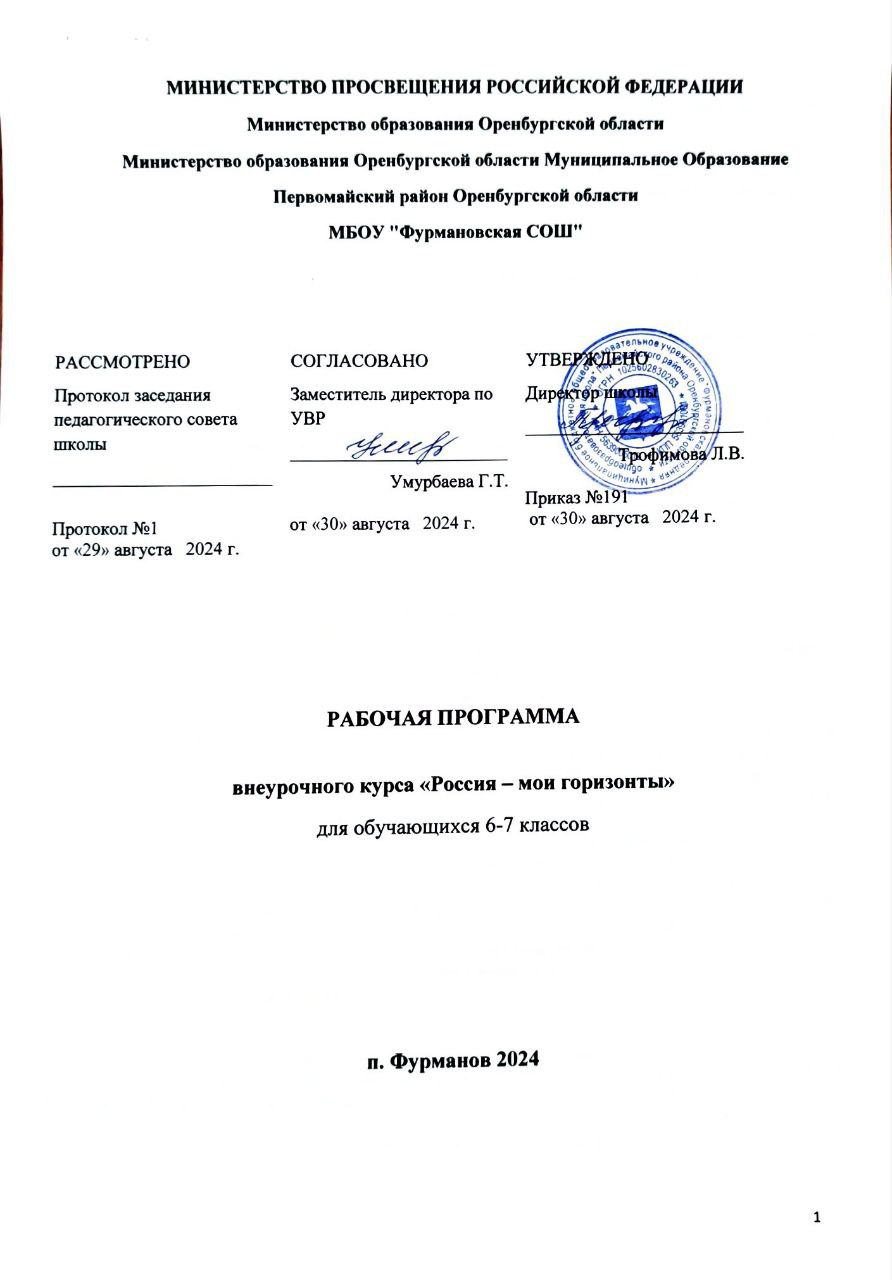 МИНИСТЕРСТВО ПРОСВЕЩЕНИЯ РОССИЙСКОЙ ФЕДЕРАЦИИ
Министерство образования Оренбургской области
Министерство образования Оренбургской области Муниципальное Образование
Первомайский район Оренбургской области
МБОУ "Фурмановская СОШ"
РАССМОТРЕНО
Протокол заседания
педагогического совета
школы
Протокол №1
от «29» августа 2024 г.
СОГЛАСОВАНО
Заместитель директора по
УВР
Умурбаева Г.Т.
от «30» августа 2024 г.
УТВЕРЖДЕНО
Директор школы
Трофимова Л.В.
Приказ №191
от «30» августа 2024 г.
РАБОЧАЯ ПРОГРАММА
внеурочного курса «Россия – мои горизонты»
для обучающихся 6-7 классов
п. Фурманов 2024
1